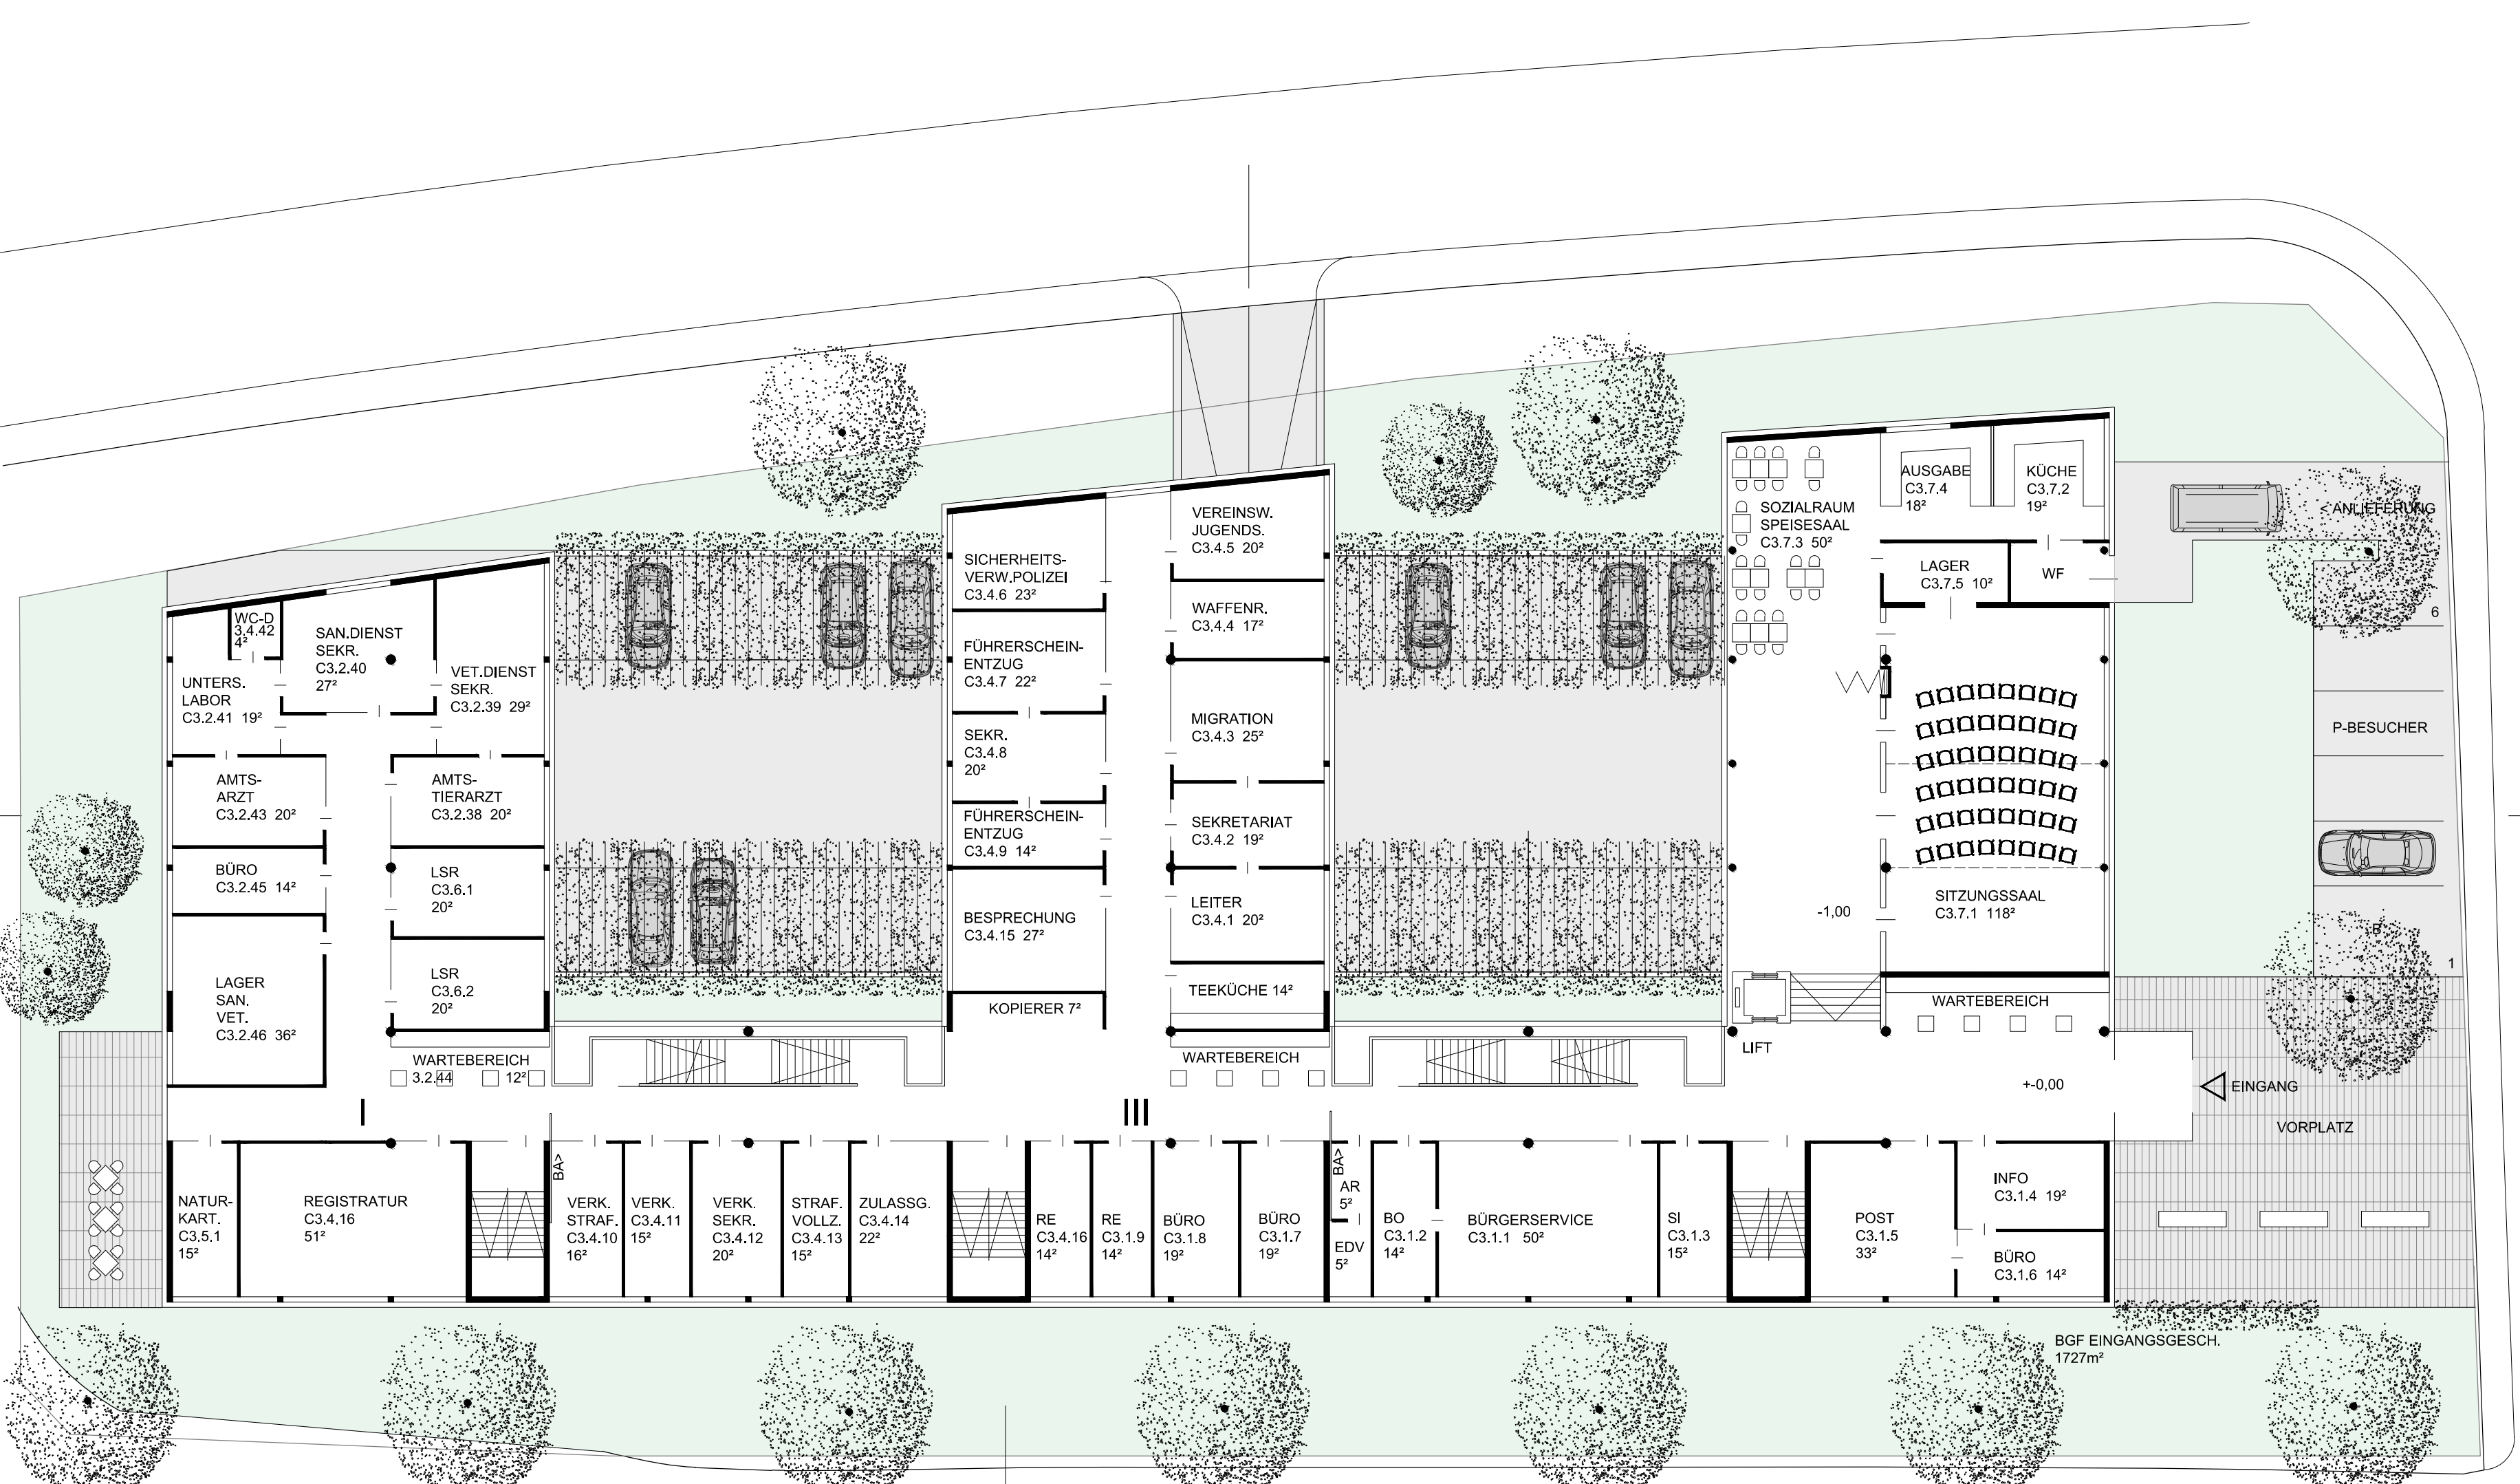 WC-D
3.4.42
4²
SAN.DIENST
SEKR.
C3.2.40
27²
VET.DIENST
SEKR.
C3.2.39 29²
UNTERS.
LABOR
C3.2.41 19²
AMTS-
ARZT
C3.2.43 20²
AMTS-
TIERARZT
C3.2.38 20²
BÜRO
C3.2.45 14²
LSR
C3.6.1
20²
LAGER
SAN.
VET.
C3.2.46 36²
LSR
C3.6.2
20²
WARTEBEREICH
3.2.44 12²
I
SICHERHEITS-
VERW.POLIZEI
C3.4.6 23²
FÜHRERSCHEIN-
ENTZUG
C3.4.7 22²
SEKR.
C3.4.8
20²
FÜHRERSCHEIN-
ENTZUG
C3.4.9 14²
BESPRECHUNG
C3.4.15 27²
KOPIERER 7²
VEREINSW.
JUGENDS.
C3.4.5 20²
WAFFENR.
C3.4.4 17²
MIGRATION
C3.4.3 25²
SEKRETARIAT
C3.4.2 19²
LEITER
C3.4.1 20²
TEEKÜCHE 14²
WARTEBEREICH
III
AUSGABE
C3.7.4
18²
KÜCHE
C3.7.2
19²
SOZIALRAUM
SPEISESAAL
C3.7.3 50²
LAGER
C3.7.5 10²
WF
SITZUNGSSAAL
C3.7.1 118²
-1,00
WARTEBEREICH
LIFT
+-0,00
< ANLIEFERUNG
6
P-BESUCHER
B
1
EINGANG
VORPLATZ
NATUR-
KART.
C3.5.1
15²
REGISTRATUR
C3,4.16
51²
BA>
VERK.
STRAF.
C3.4.10
16²
VERK.
C3.4.11
15²
VERK.
SEKR.
C3.4.12
20²
STRAF.
VOLLZ.
C3.4.13
15²
ZULASSG.
C3.4.14
22²
RE
C3.4.16
14²
RE
C3.1.9
14²
BÜRO
C3.1.8
19²
BÜRO
C3.1.7
19²
BA>
AR
5²
EDV
5²
BO
C3.1.2
14²
BÜRGERSERVICE
C3.1.1 50²
SI
C3.1.3
15²
POST
C3.1.5
33²
INFO
C3.1.4 19²
BÜRO
C3.1.6 14²
BGF EINGANGSGESCH.
1727m²